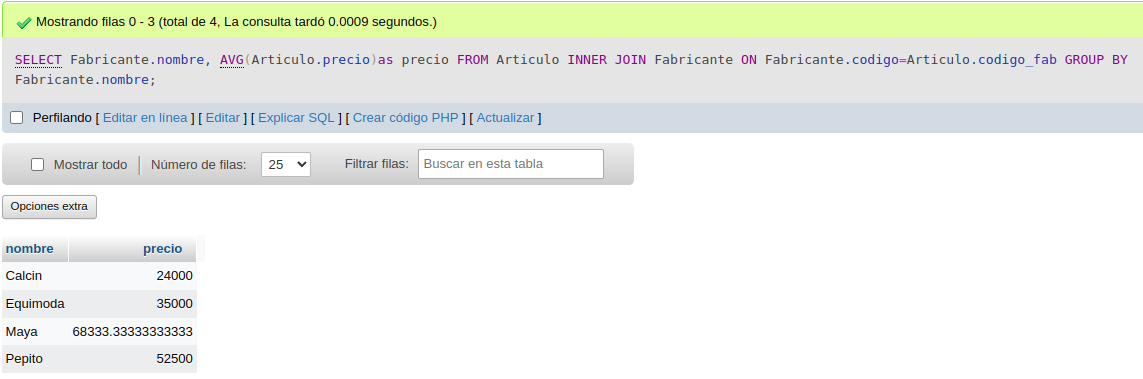 Mostrando filas 0 - 3 (total de 4, La consulta tardó 0.0009 segundos.)
SELECT Fabricante.nombre, AVG(Articulo.precio)as precio FROM Articulo INNER JOIN Fabricante ON Fabricante.codigo=Articulo.codigo_fab GROUP BY
Fabricante.nombre;
Perfilando [ Editar en línea ] [ Editar ] [ Explicar SQL ] [ Crear código PHP ] [ Actualizar ]
Mostrar todo Número de filas: 25 Filtrar filas: Buscar en esta tabla
Opciones extra
nombre precio
Calcin 24000
Equimoda 35000
Maya 68333.33333333333
Pepito 52500